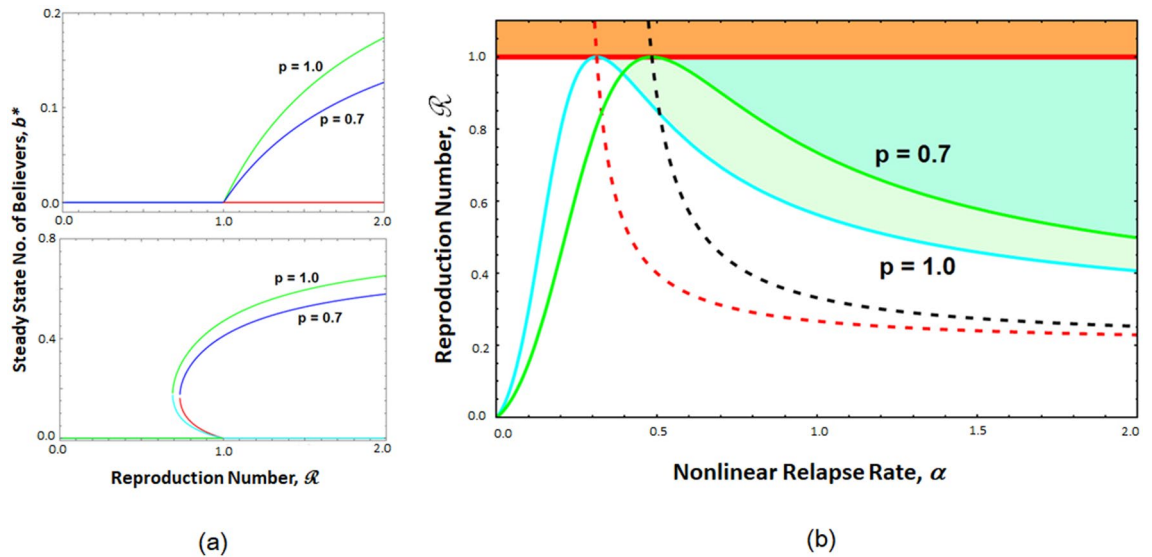 0.2
p = 1.0
0.1
p = 0.7
0.0
0.0
1.0
2.0
0.8
p = 1.0
p = 0.7
0.4
0.0
0.0
1.0
2.0
Steady State No. of Believers, b*
Reproduction Number, ℛ
(a)
1.0
0.8
0.6
0.4
0.2
0.0
Reproduction Number, ℛ
p = 0.7
p = 1.0
0.0
0.5
1.0
1.5
2.0
Nonlinear Relapse Rate, α
(b)